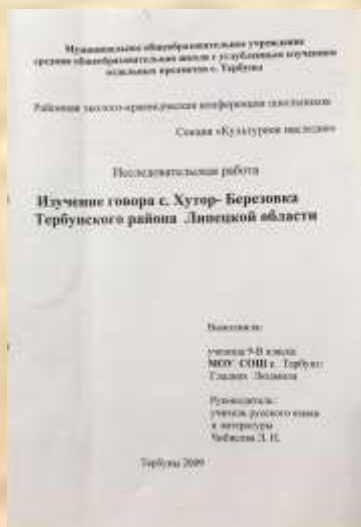 Муниципальное общеобразовательное учреждение
средняя общеобразовательная школа с углубленным изучением
отдельных предметов с. Тербуны
Районная эколого-краеведческая конференция школьников
Секция «Культурное наследие»
Исследовательская работа
Изучение говора с. Хутор- Березовка
Тербунского района Липецкой области
Выполнила:
ученица 9-В класса
МОУ СОШ с. Тербуны
Людмила
Руководитель:
учитель русского языка
и литературы
Л. И.
Тербуны 2009